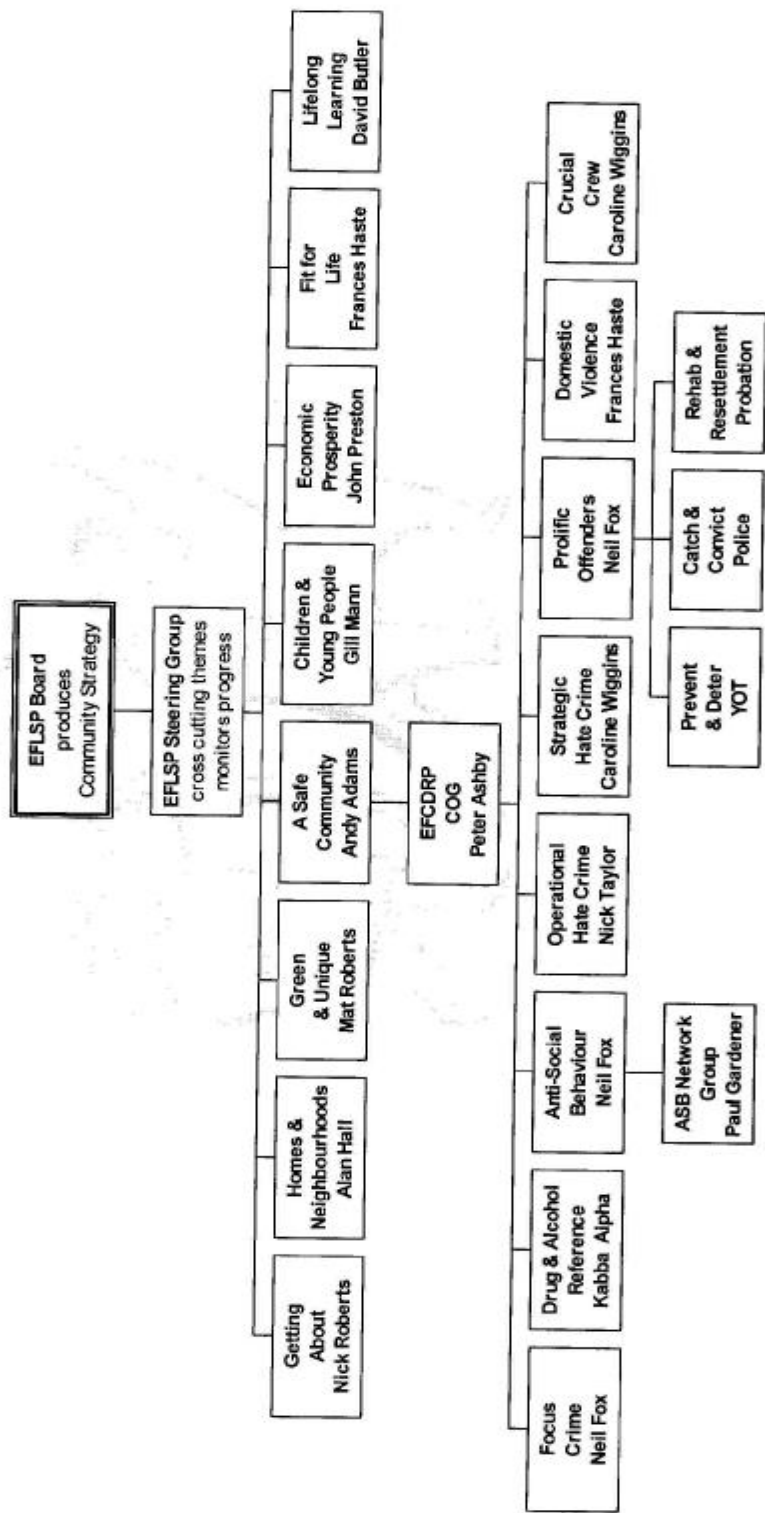 EFLSP Board
produces
Community Strategy
EFLSP Steering Group
cross cutting themes
monitors progress
Getting
About
Nick Roberts
Homes &
Neighbourhoods
Alan Hall
Green
& Unique
Mat Roberts
A Safe
Community
Andy Adams
Children &
Young People
Gill Mann
Economic
Prosperity
John Preston
Fit for
Life
Frances Haste
Lifelong
Learning
David Butler
EFCDRP
COG
Peter Ashby
Focus
Crime
Neil Fox
Drug & Alcohol
Reference
Kabba Alpha
Anti-Social
Behaviour
Neil Fox
Operational
Hate Crime
Nick Taylor
Strategic
Hate Crime
Caroline Wiggins
Prolific
Offenders
Neil Fox
Domestic
Violence
Frances Haste
Crucial
Crew
Caroline Wiggins
ASB Network
Group
Paul Gardener
Prevent
& Deter
YOT
Catch &
Convict
Police
Rehab &
Resettlement
Probation